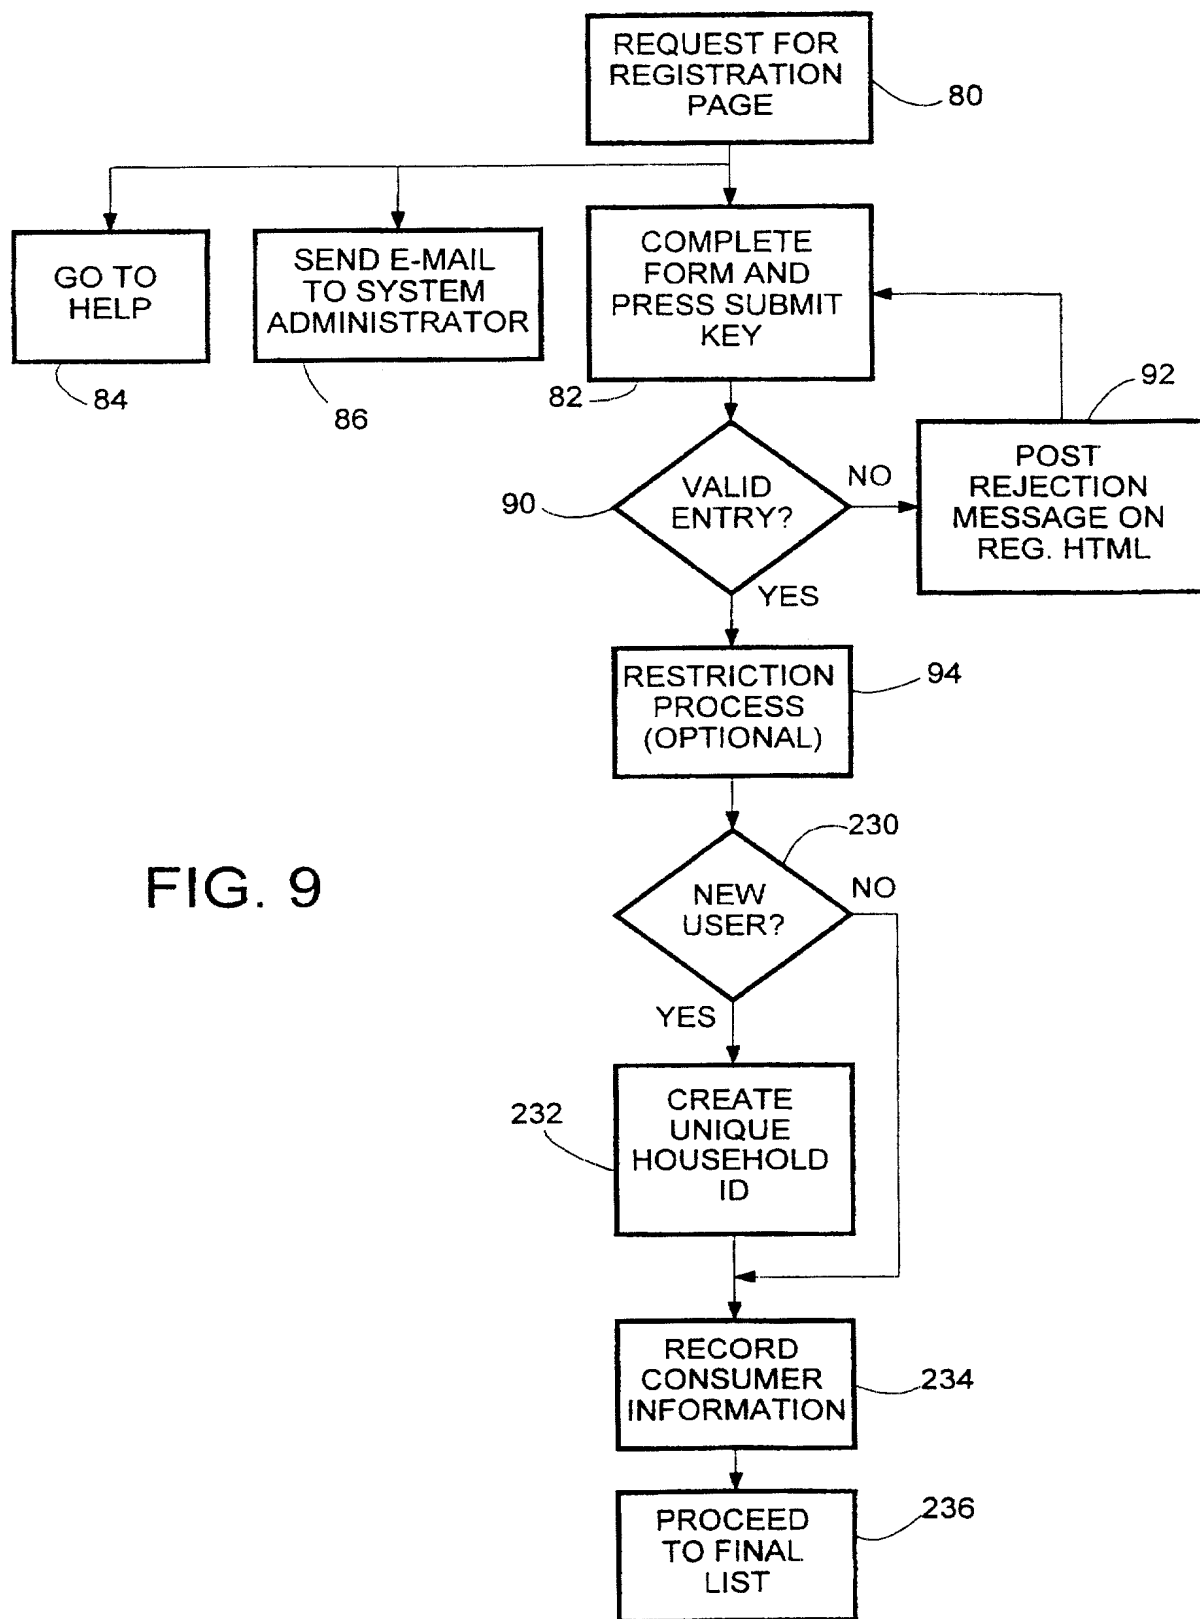 REQUEST FOR
REGISTRATION
PAGE
80
GO TO
HELP
84
SEND E-MAIL
TO SYSTEM
ADMINISTRATOR
86
COMPLETE
FORM AND
PRESS SUBMIT
KEY
82
92
POST
REJECTION
MESSAGE ON
REG. HTML
90
VALID
ENTRY?
NO
YES
RESTRICTION
PROCESS
(OPTIONAL)
94
230
NEW
USER?
NO
YES
FIG. 9
232
CREATE
UNIQUE
HOUSEHOLD
ID
RECORD
CONSUMER
INFORMATION
234
PROCEED
TO FINAL
LIST
236